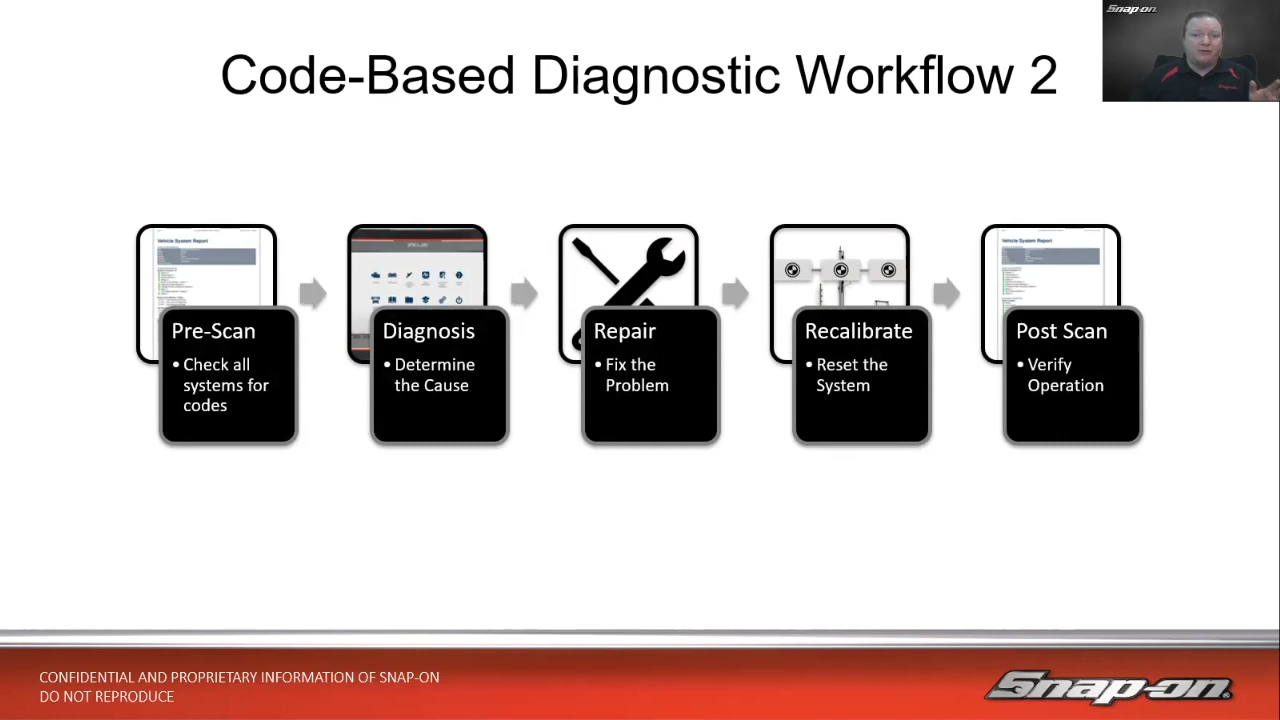 Snap-on
Code-Based Diagnostic Workflow 2
Vehicle System Report
Vehicle System Report
Pre-Scan
• Check all
systems for
codes
Diagnosis
• Determine
the Cause
Repair
• Fix the
Problem
Recalibrate
• Reset the
System
Post Scan
• Verify
Operation
CONFIDENTIAL AND PROPRIETARY INFORMATION OF SNAP-ON
DO NOT REPRODUCE
Snap-on®